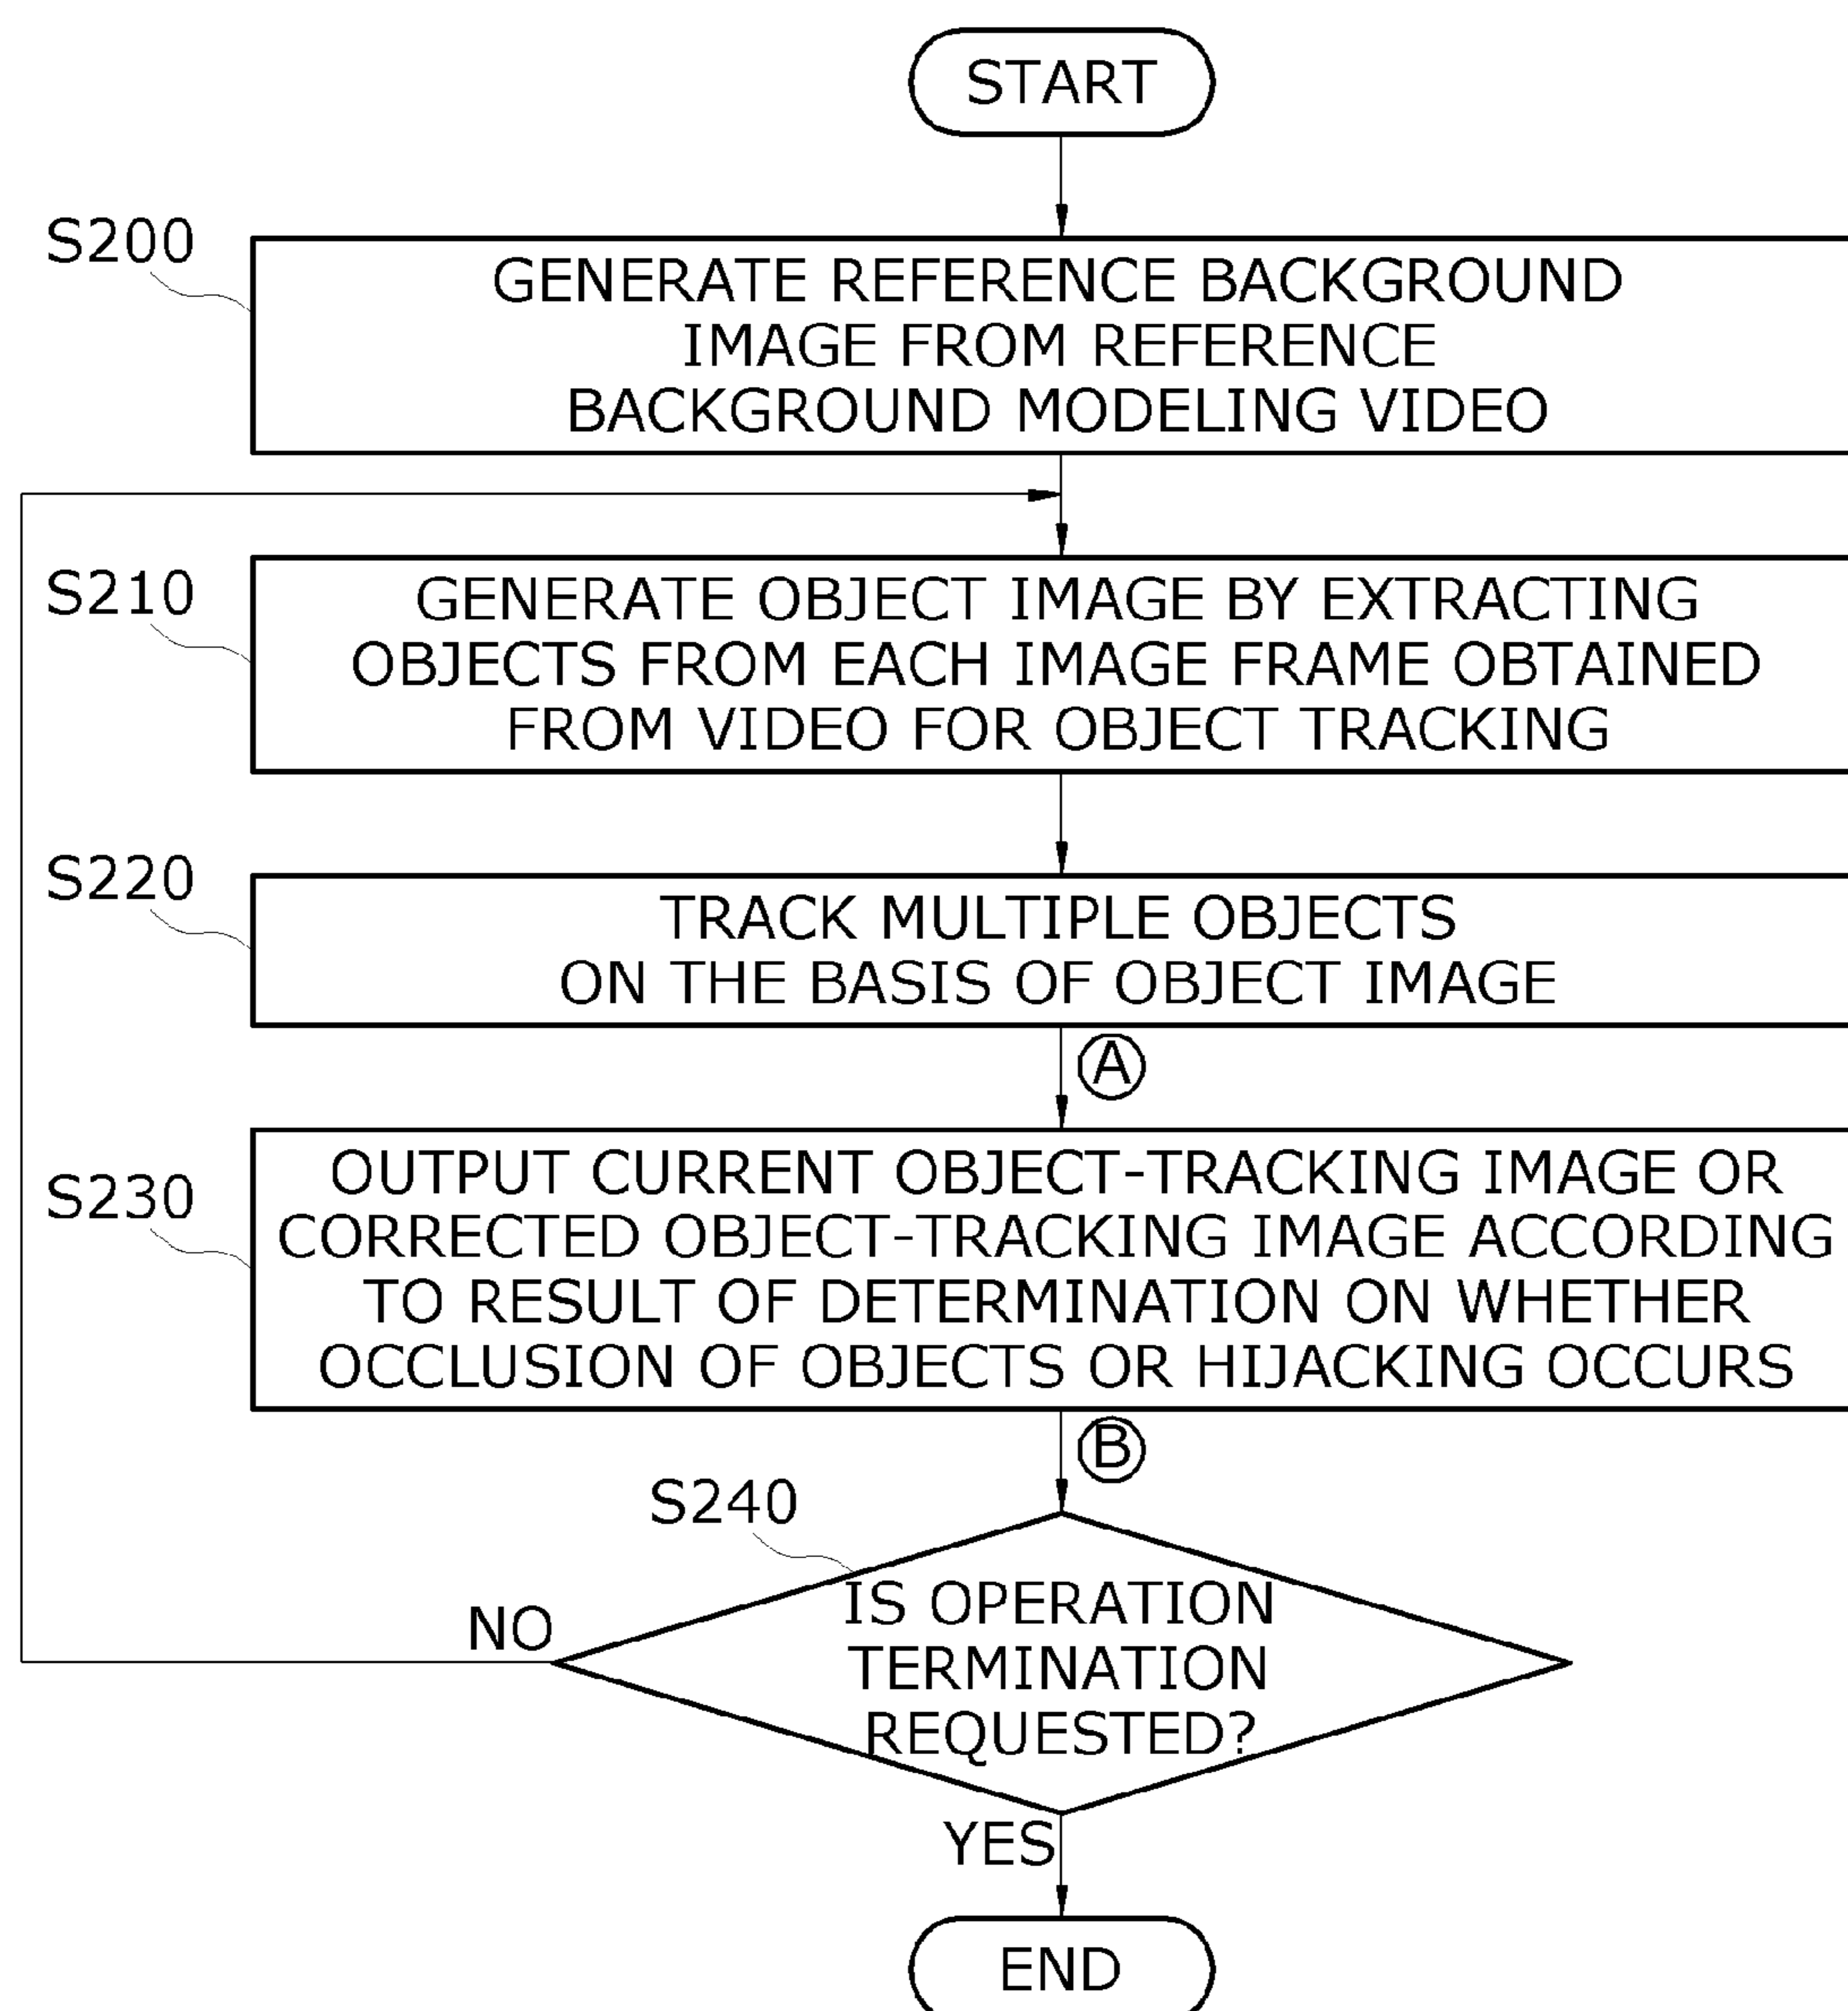 START
S200
GENERATE REFERENCE BACKGROUND
IMAGE FROM REFERENCE
BACKGROUND MODELING VIDEO
S210
GENERATE OBJECT IMAGE BY EXTRACTING
OBJECTS FROM EACH IMAGE FRAME OBTAINED
FROM VIDEO FOR OBJECT TRACKING
S220
TRACK MULTIPLE OBJECTS
ON THE BASIS OF OBJECT IMAGE
A
S230
OUTPUT CURRENT OBJECT-TRACKING IMAGE OR
CORRECTED OBJECT-TRACKING IMAGE ACCORDING
TO RESULT OF DETERMINATION ON WHETHER
OCCLUSION OF OBJECTS OR HIJACKING OCCURS
B
S240
IS OPERATION
TERMINATION
REQUESTED?
NO
YES
END